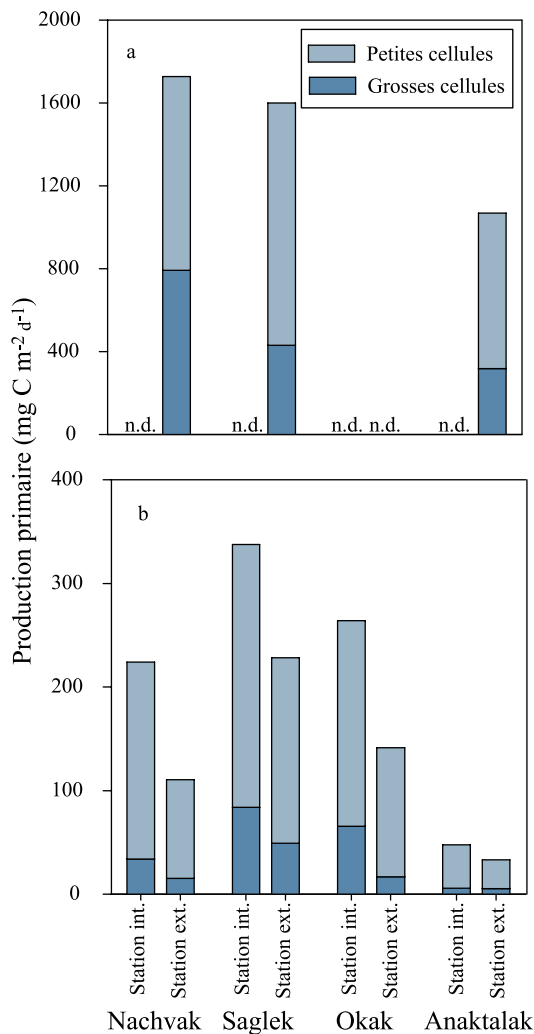 2000
a
Petites cellules
Grosses cellules
1600
1200
800
400
n.d.
n.d.
n.d. n.d.
n.d.
0
Production primaire (mg C m-2 d-1)
400
b
300
200
100
0
Station int.
Station ext.
Station int.
Station ext.
Station int.
Station ext.
Station int.
Station ext.
Nachvak Saglek Okak Anaktalak